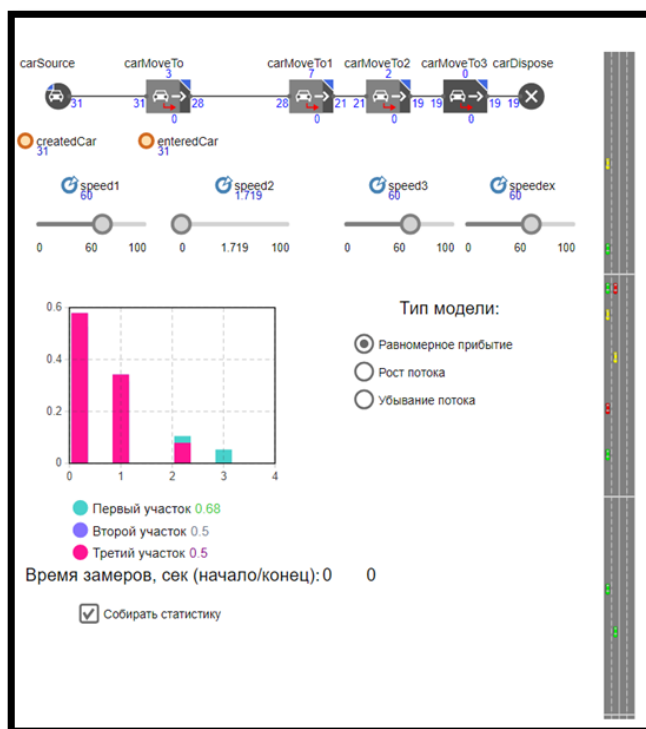 carSource carMoveTo carMoveTo1 carMoveTo2 carMoveTo3 carDispose
3 7 2 0
31 31 28 28 21 21 19 19 19 19
0 0 0 0
createdCar enteredCar
31 31
speed1 speed2 speed3 speedex
60 1.719 60 60
0 60 100 0 1.719 100 0 60 100 0 60 100
0.6
0.4
0.2
0
0 1 2 3 4
Тип модели:
Равномерное прибытие
Рост потока
Убывание потока
Первый участок 0.68
Второй участок 0.5
Третий участок 0.5
Время замеров, сек (начало/конец): 0 0
Собирать статистику